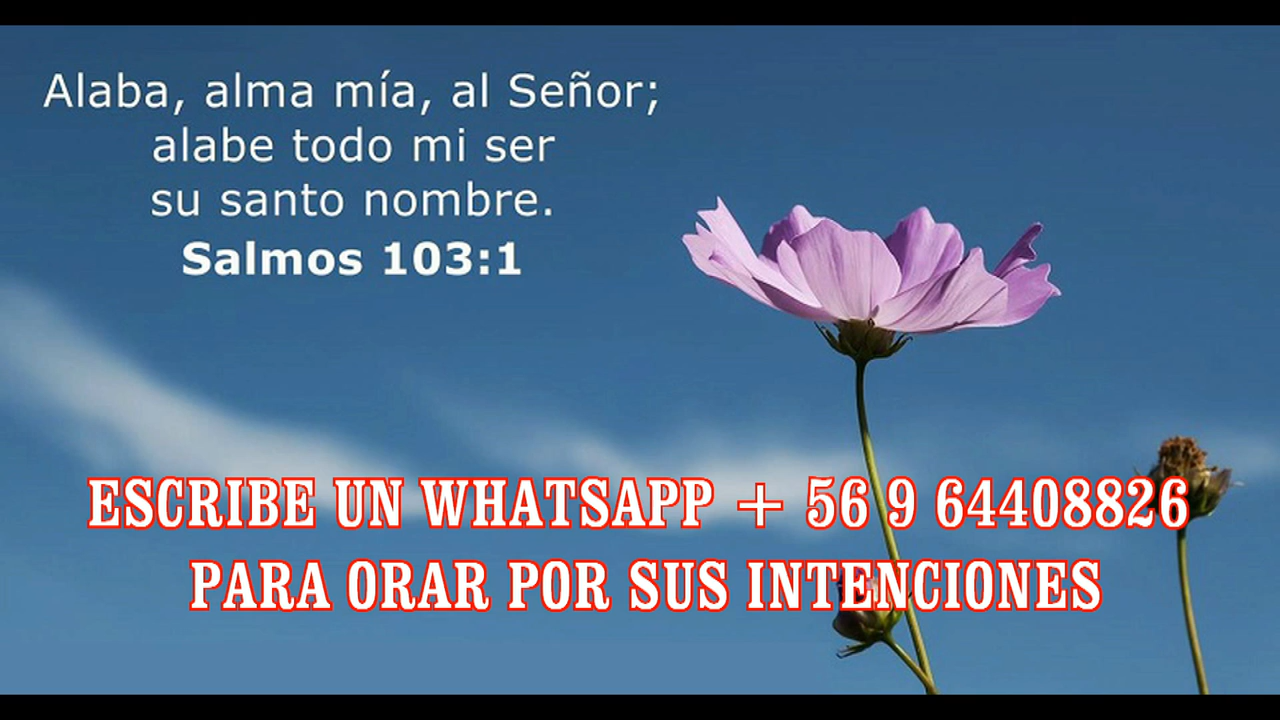 Alaba, alma mía, al Señor;
alabe todo mi ser
su santo nombre.
Salmos 103:1
ESCRIBE UN WHATSAPP + 56 9 64408826
PARA ORAR POR SUS INTENCIONES